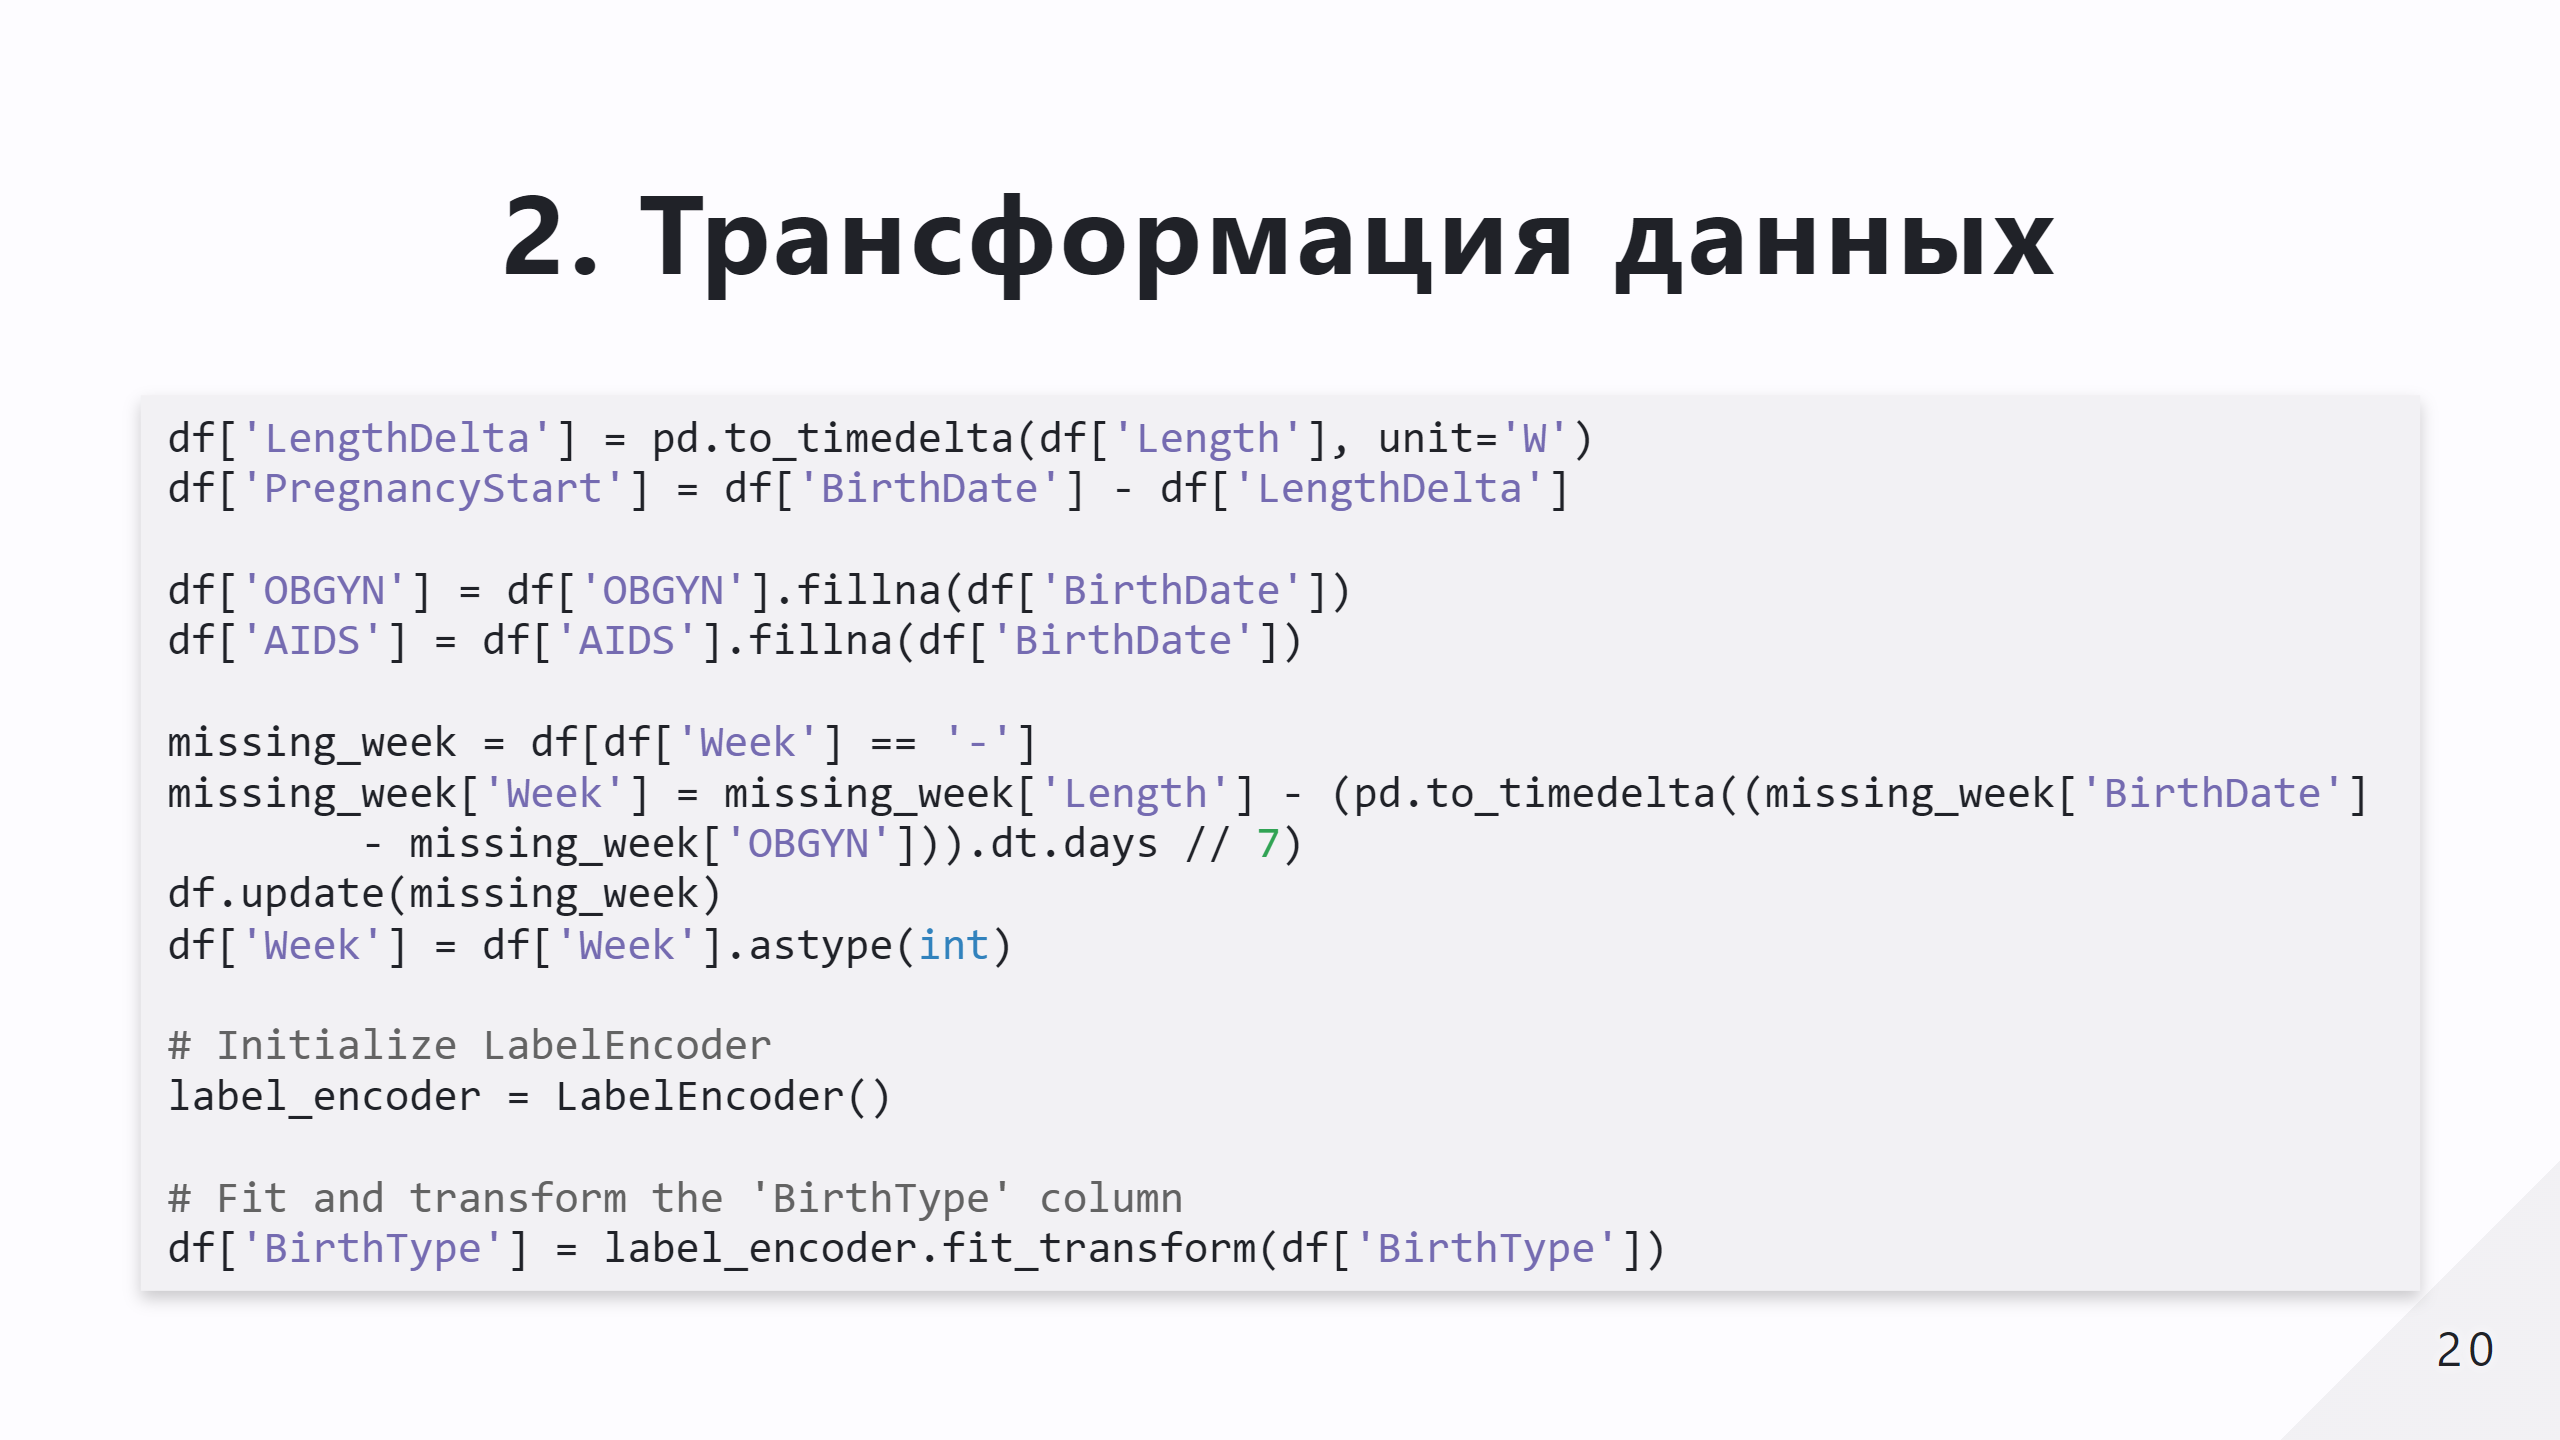 2. Трансформация данных
df['LengthDelta'] = pd.to_timedelta(df['Length'], unit='W')
df['PregnancyStart'] = df['BirthDate'] - df['LengthDelta']
df['OBGYN'] = df['OBGYN'].fillna(df['BirthDate'])
df['AIDS'] = df['AIDS'].fillna(df['BirthDate'])
missing_week = df[df['Week'] == '-']
missing_week['Week'] = missing_week['Length'] - (pd.to_timedelta((missing_week['BirthDate']
        - missing_week['OBGYN'])).dt.days // 7)
df.update(missing_week)
df['Week'] = df['Week'].astype(int)
# Initialize LabelEncoder
label_encoder = LabelEncoder()
# Fit and transform the 'BirthType' column
df['BirthType'] = label_encoder.fit_transform(df['BirthType'])
20